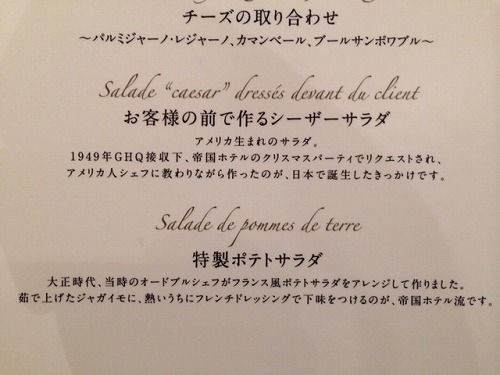 チーズの取り合わせ
～パルミジャーノ・レジャーノ、カマンベール、ブールサンポワブル～
Salade “caesar” dressés devant du client
お客様の前で作るシーザーサラダ
アメリカ生まれのサラダ。
1949年GHQ接収下、帝国ホテルのクリスマスパーティでリクエストされ、
アメリカ人シェフに教わりながら作ったのが、日本で誕生したきっかけです。
Salade de pommes de terre
特製ポテトサラダ
大正時代、当時のオードブルシェフがフランス風ポテトサラダをアレンジして作りました。
茹で上げたジャガイモに、熱いうちにフレンチドレッシングで下味をつけるのが、帝国ホテル流です。